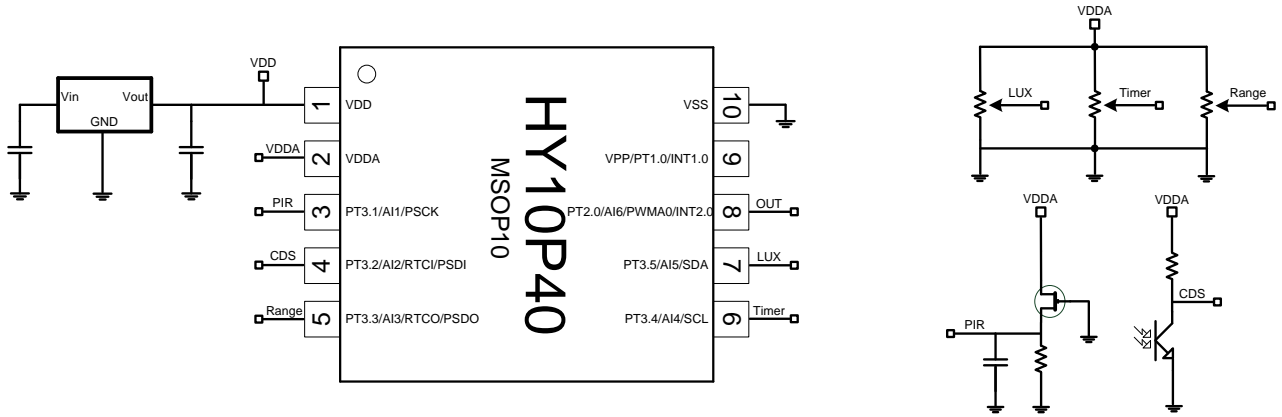 VDD
Vin
Vout
GND
1
VDD
VDDA
2
VDDA
PIR
3
PT3.1/AI1/PSCK
CDS
4
PT3.2/AI2/RTCI/PSDI
Range
5
PT3.3/AI3/RTCO/PSDO
HY10P40
MSOP10
VSS
10
VPP/PT1.0/INT1.0
9
PT2.0/AI6/PWMA0/INT2.0
8
OUT
PT3.5/AI5/SDA
7
LUX
PT3.4/AI4/SCL
6
Timer
VDDA
LUX
Timer
Range
VDDA
PIR
VDDA
CDS